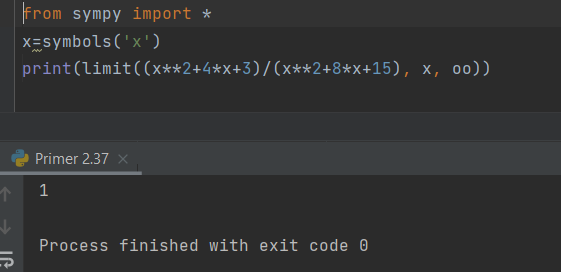 from sympy import *
x=symbols('x')
print(limit((x**2+4*x+3)/(x**2+8*x+15), x, oo))
Primer 2.37
1
Process finished with exit code 0